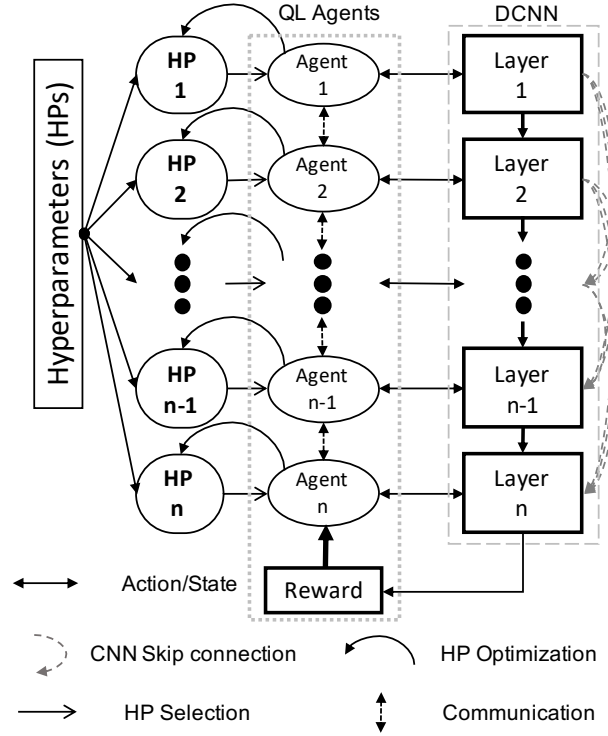 QL Agents
DCNN
Hyperparameters (HPs)
HP
1
Agent
1
Layer
1
HP
2
Agent
2
Layer
2
HP
n-1
Agent
n-1
Layer
n-1
HP
n
Agent
n
Layer
n
Reward
Action/State
CNN Skip connection
HP Optimization
HP Selection
Communication